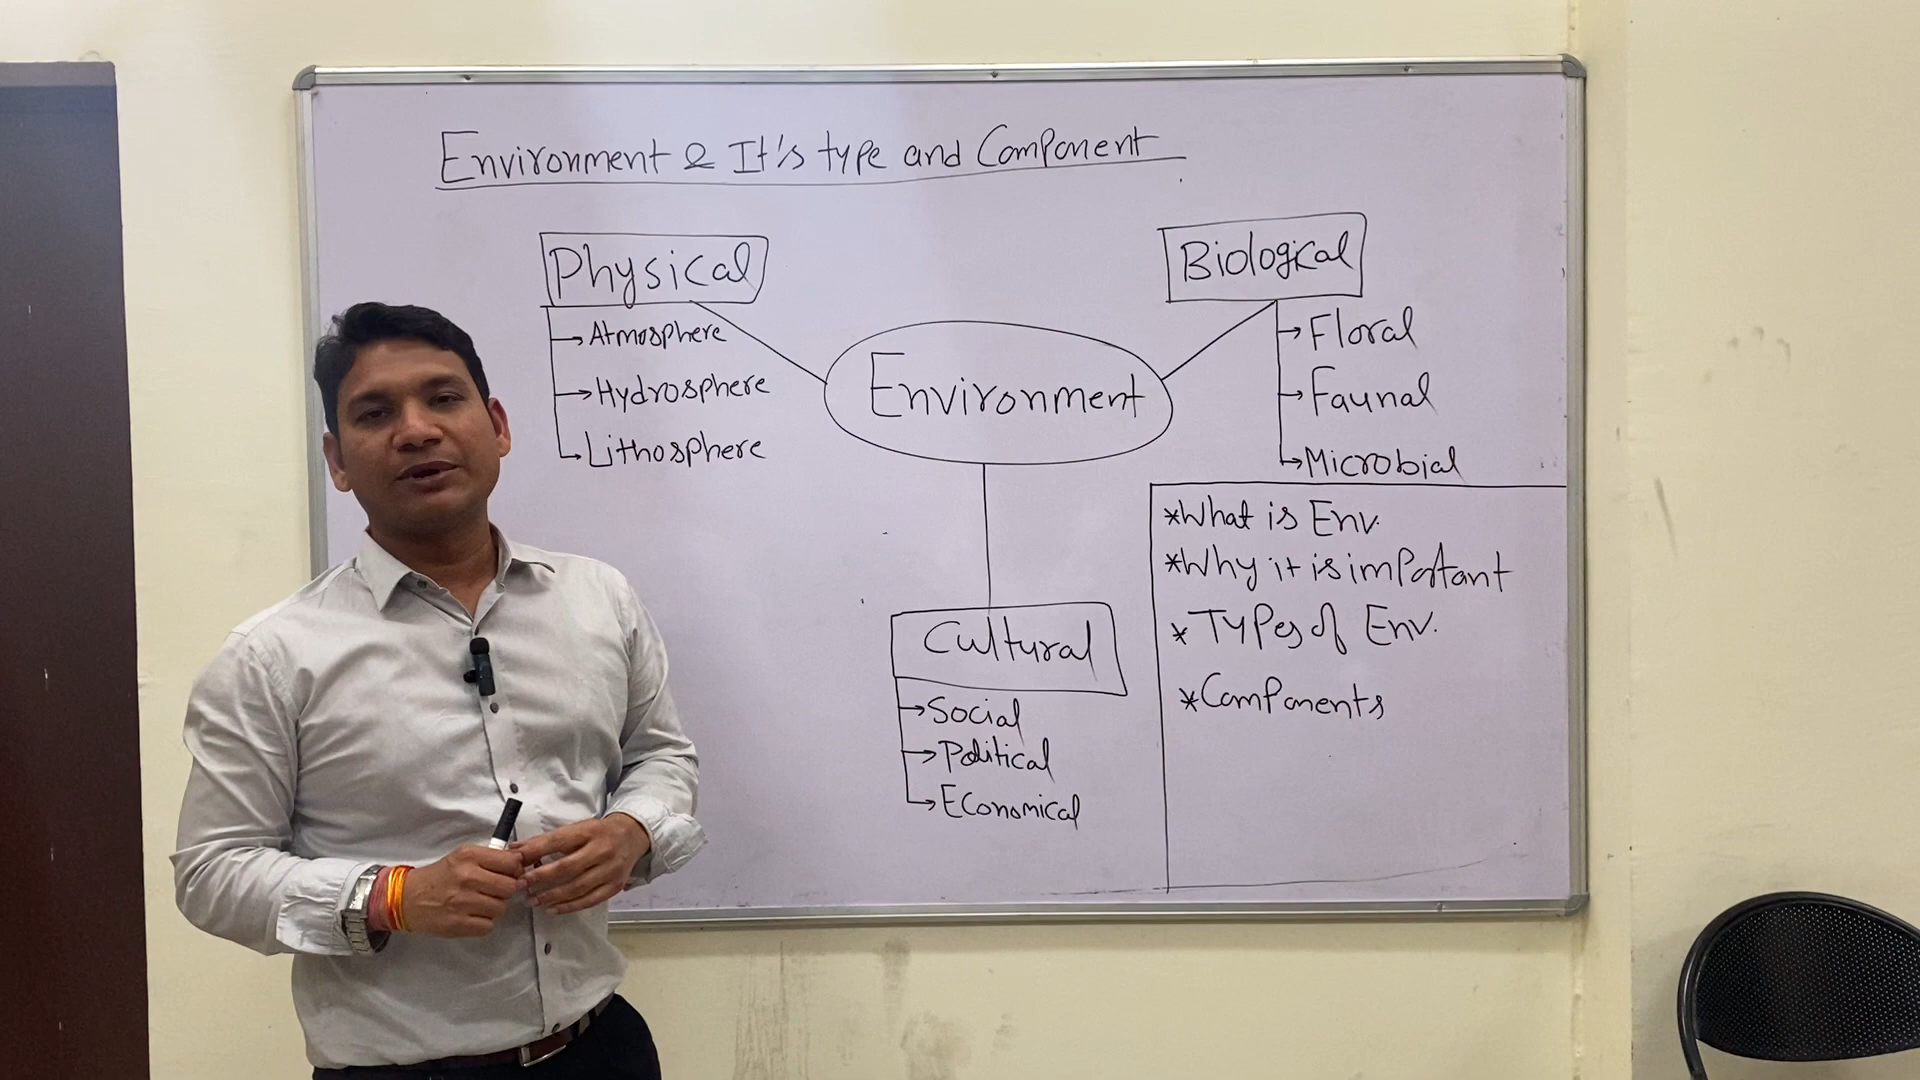 Environment & It's type and Component
Physical
Atmosphere
Hydrosphere
Lithosphere
Environment
Biological
Floral
Faunal
Microbial
Cultural
Social
Political
Economical
*What is Env.
*Why it is important
*Types of Env.
*Components